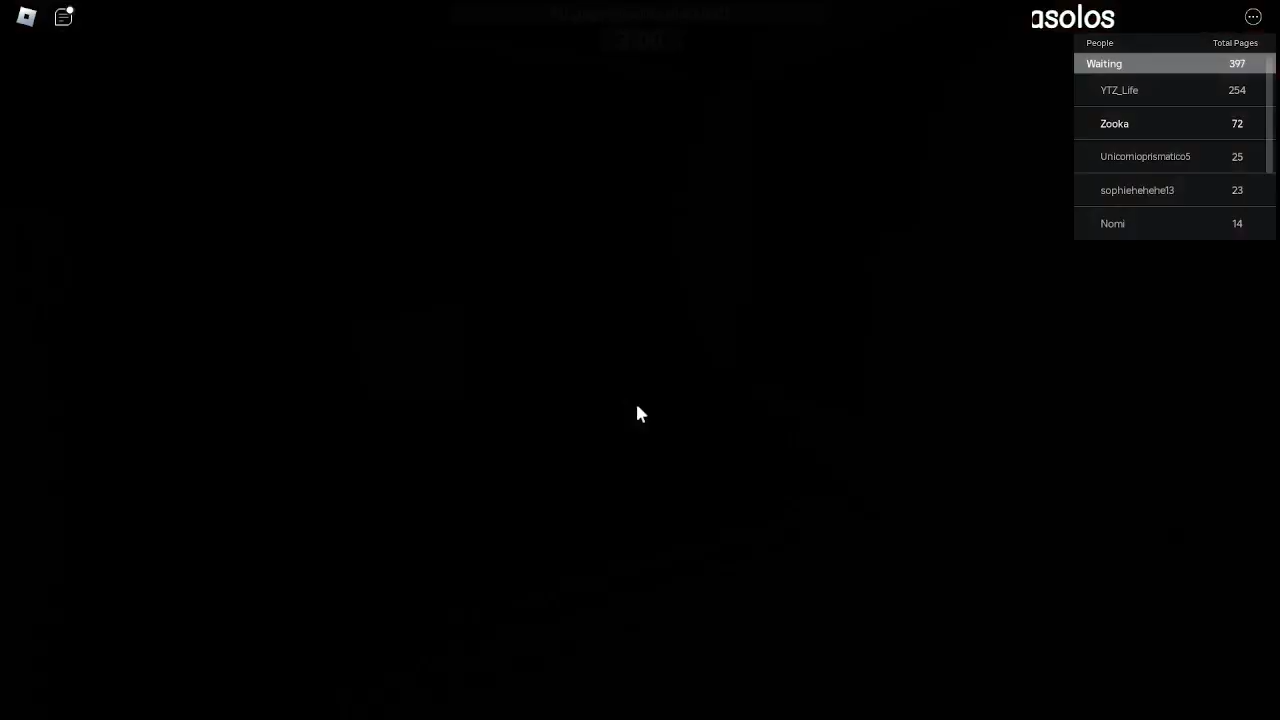 asolos
People Total Pages
Waiting 397
YTZ_Life 254
Zooka 72
Unicornioprismatico5 25
sophiehehehe13 23
Nomi 14